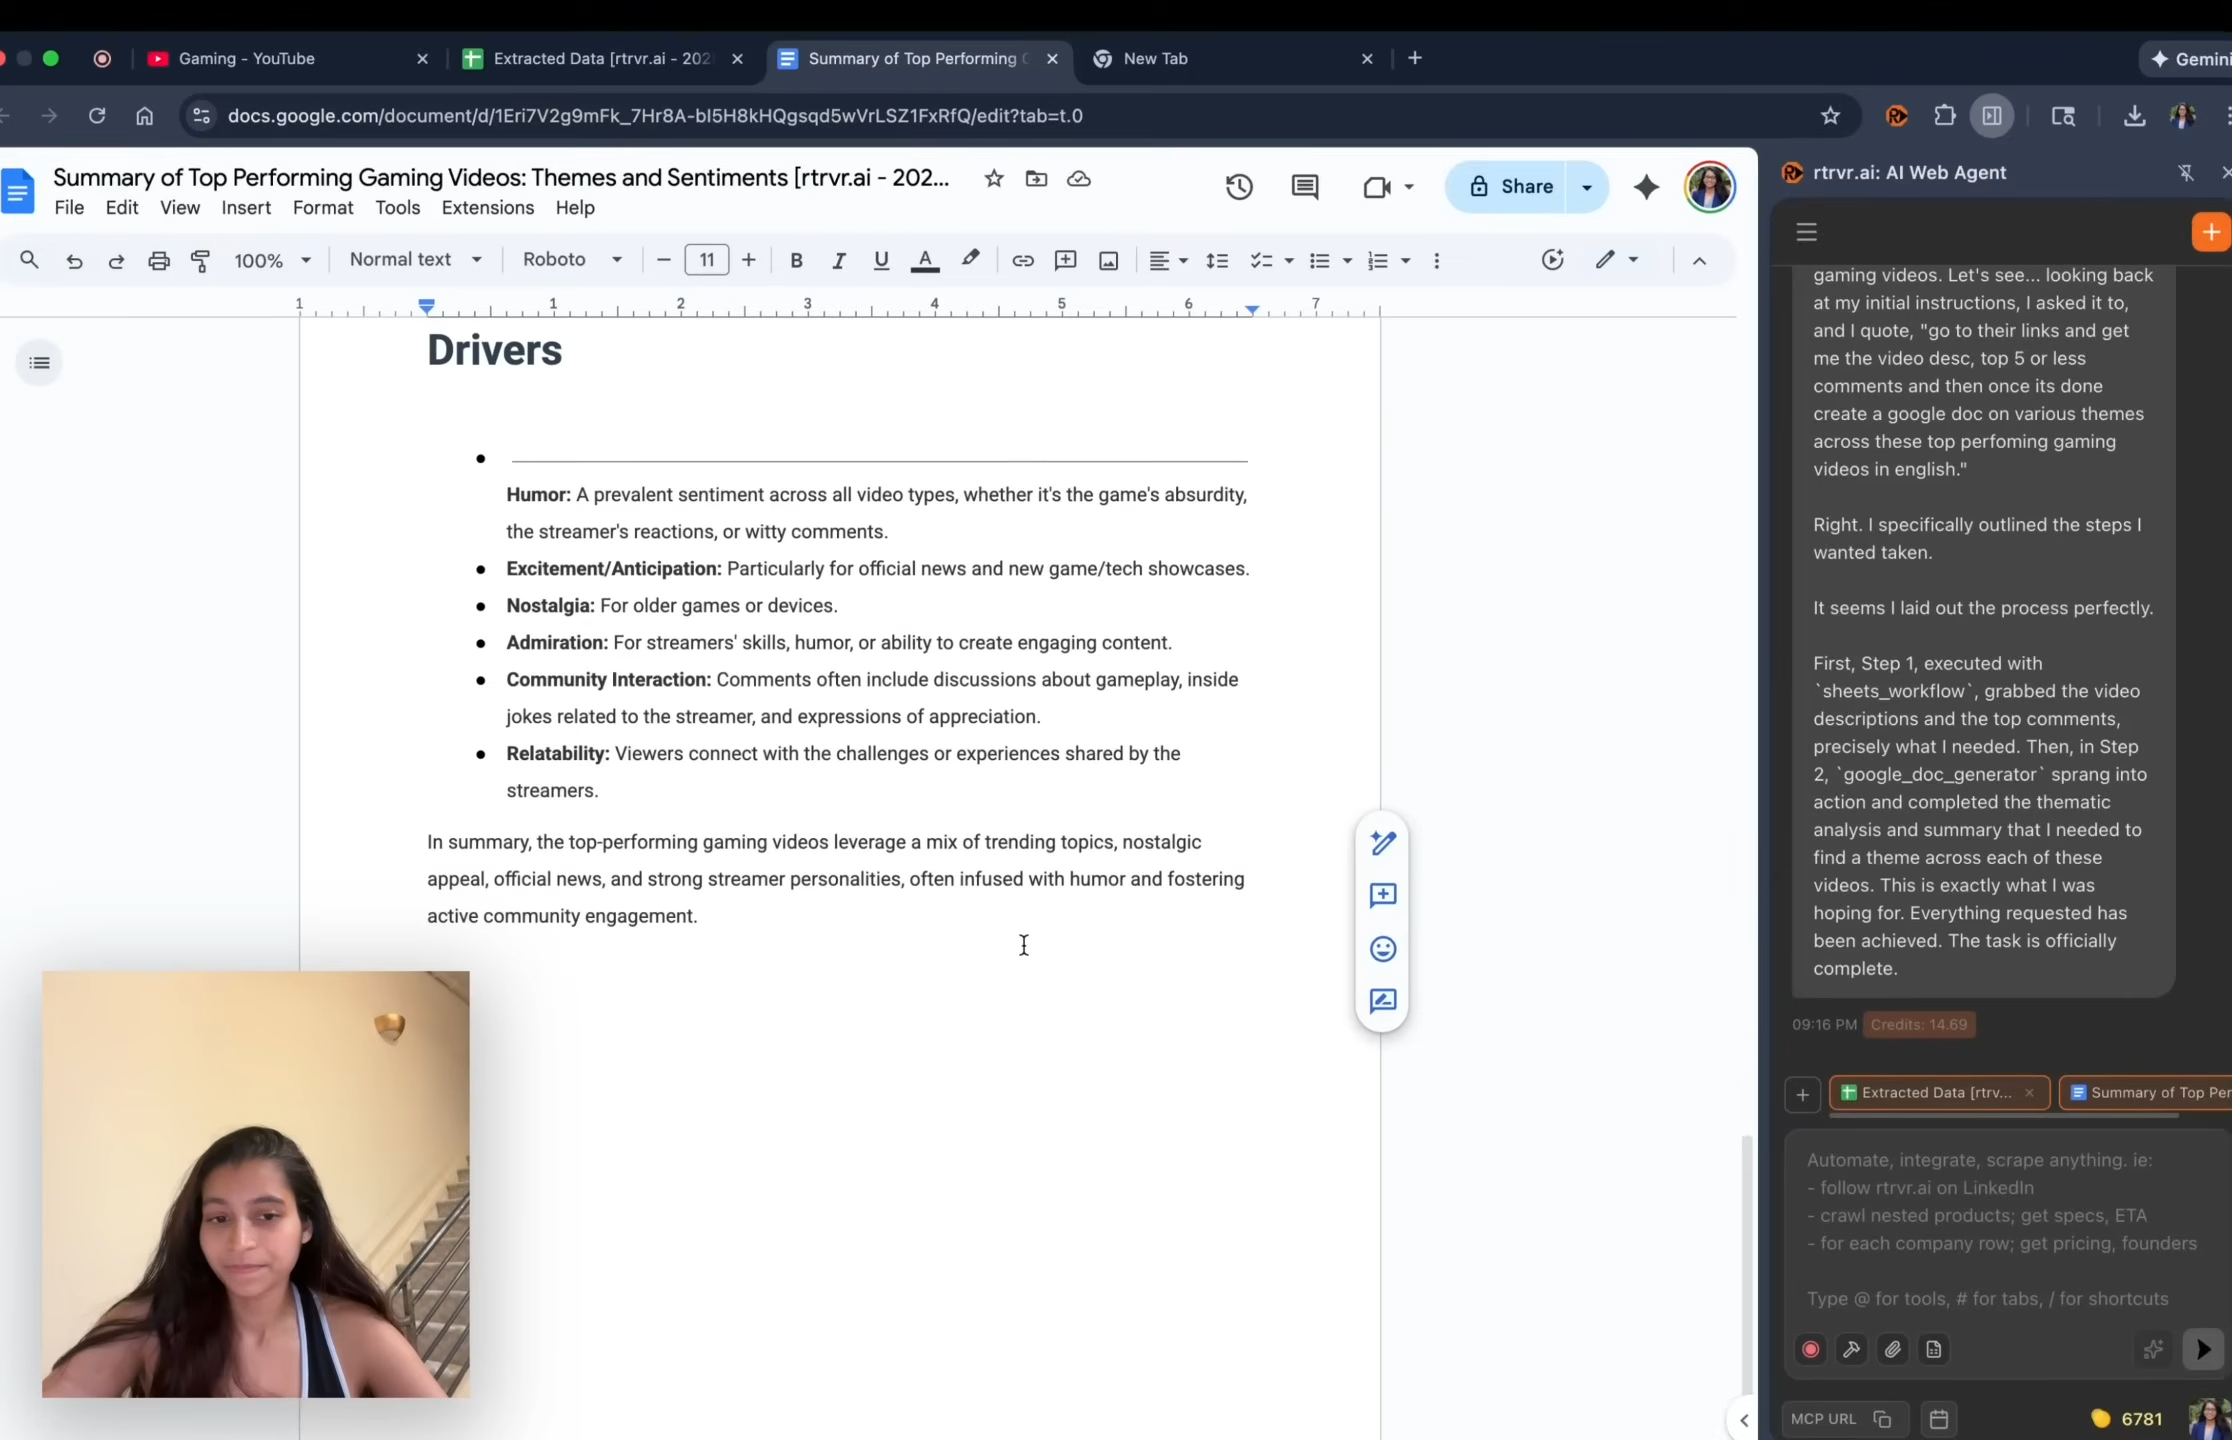 Gaming - YouTube
Extracted Data [rtrvr.ai - 202
Summary of Top Performing G
New Tab
Gemini
docs.google.com/document/d/1Eri7V2g9mFk_7Hr8A-bI5H8kHQgsqd5wVrLSZ1FxRfQ/edit?tab=t.0
Summary of Top Performing Gaming Videos: Themes and Sentiments [rtrvr.ai - 202...
Share
File Edit View Insert Format Tools Extensions Help
100% Normal text Roboto 11 B I U A
1 1 2 3 4 5 6 7
Drivers
Humor: A prevalent sentiment across all video types, whether it's the game's absurdity,
the streamer's reactions, or witty comments.
Excitement/Anticipation: Particularly for official news and new game/tech showcases.
Nostalgia: For older games or devices.
Admiration: For streamers' skills, humor, or ability to create engaging content.
Community Interaction: Comments often include discussions about gameplay, inside
jokes related to the streamer, and expressions of appreciation.
Relatability: Viewers connect with the challenges or experiences shared by the
streamers.
In summary, the top-performing gaming videos leverage a mix of trending topics, nostalgic
appeal, official news, and strong streamer personalities, often infused with humor and fostering
active community engagement.
rtrvr.ai: AI Web Agent
gaming videos. Let's see... looking back
at my initial instructions, I asked it to,
and I quote, "go to their links and get
me the video desc, top 5 or less
comments and then once its done
create a google doc on various themes
across these top perfoming gaming
videos in english."
Right. I specifically outlined the steps I
wanted taken.
It seems I laid out the process perfectly.
First, Step 1, executed with
`sheets_workflow`, grabbed the video
descriptions and the top comments,
precisely what I needed. Then, in Step
2, `google_doc_generator` sprang into
action and completed the thematic
analysis and summary that I needed to
find a theme across each of these
videos. This is exactly what I was
hoping for. Everything requested has
been achieved. The task is officially
complete.
09:16 PM Credits: 14.69
Extracted Data [rtrv...
Summary of Top Per
Automate, integrate, scrape anything. ie:
- follow rtrvr.ai on LinkedIn
- crawl nested products; get specs, ETA
- for each company row; get pricing, founders
Type @ for tools, # for tabs, / for shortcuts
MCP URL
6781